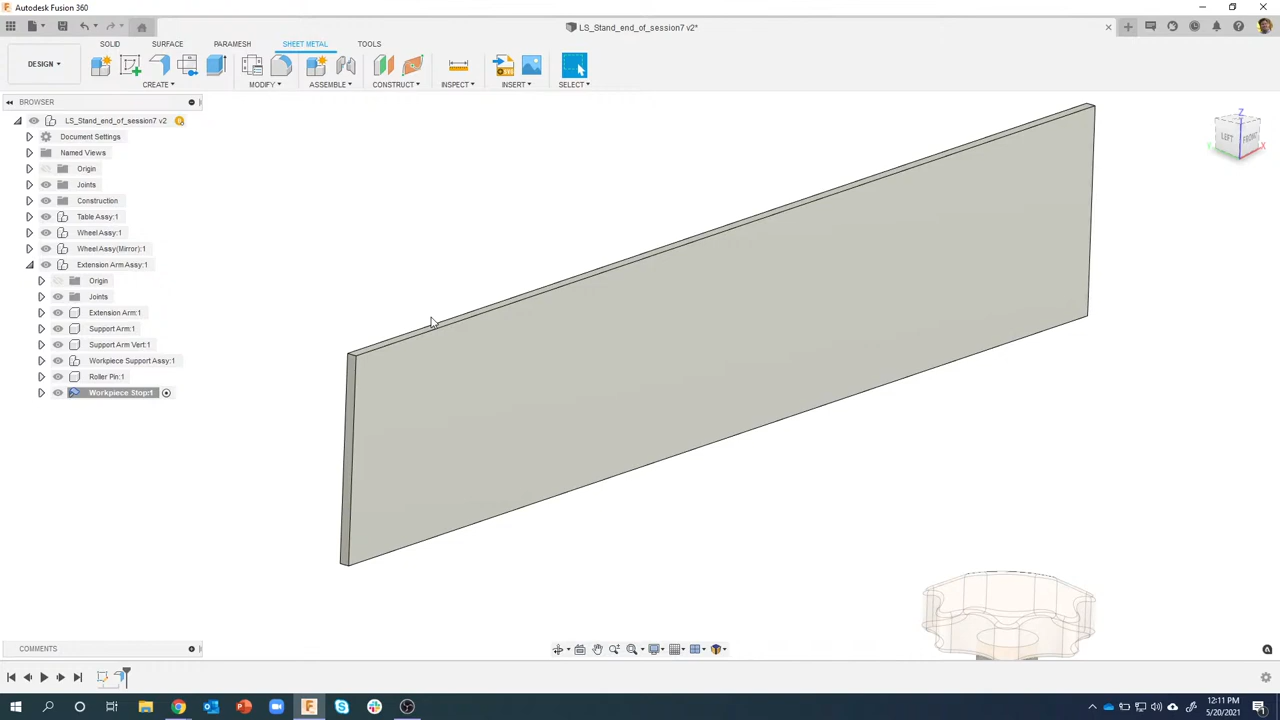 Autodesk Fusion 360
LS_Stand_end_of_session7 v2*
SOLID SURFACE PARAMESH SHEET METAL TOOLS
DESIGN
CREATE MODIFY ASSEMBLE CONSTRUCT INSPECT INSERT SELECT
BROWSER
LS_Stand_end_of_session7 v2
Document Settings
Named Views
Origin
Joints
Construction
Table Assy:1
Wheel Assy:1
Wheel Assy(Mirror):1
Extension Arm Assy:1
Origin
Joints
Extension Arm:1
Support Arm:1
Support Arm Vert:1
Workpiece Support Assy:1
Roller Pin:1
Workpiece Stop:1
Z
LEFT FRONT
Y X
COMMENTS
12:11 PM
5/20/2021